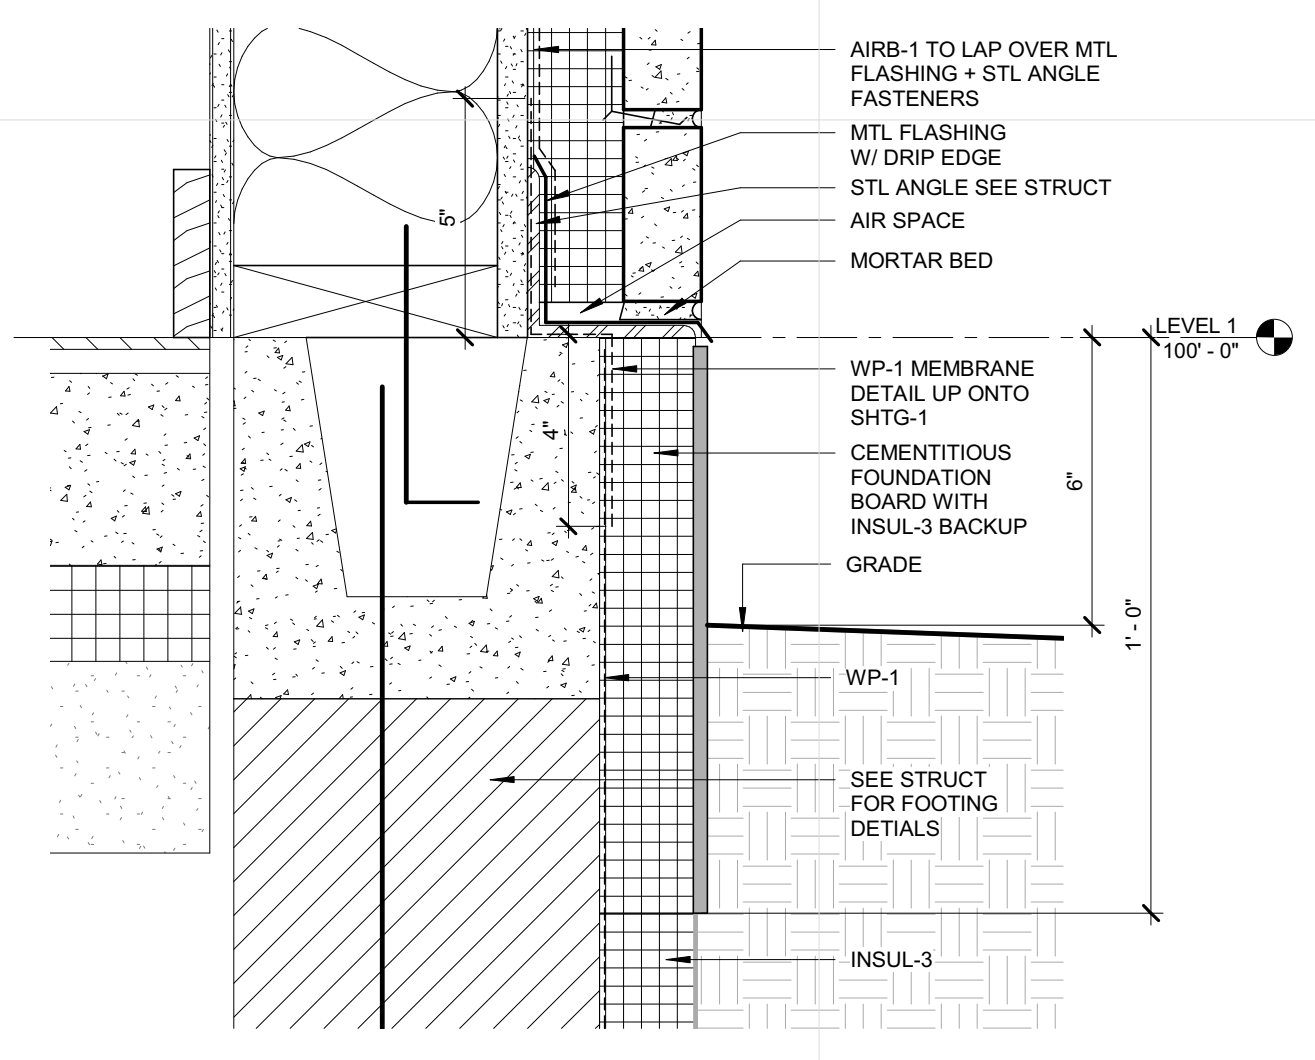 AIRB-1 TO LAP OVER MTL
FLASHING + STL ANGLE
FASTENERS
MTL FLASHING
W/ DRIP EDGE
STL ANGLE SEE STRUCT
AIR SPACE
MORTAR BED
5"
LEVEL 1
100' - 0"
WP-1 MEMBRANE
DETAIL UP ONTO
SHTG-1
4"
CEMENTITIOUS
FOUNDATION
BOARD WITH
INSUL-3 BACKUP
6"
GRADE
1' - 0"
WP-1
SEE STRUCT
FOR FOOTING
DETIALS
INSUL-3